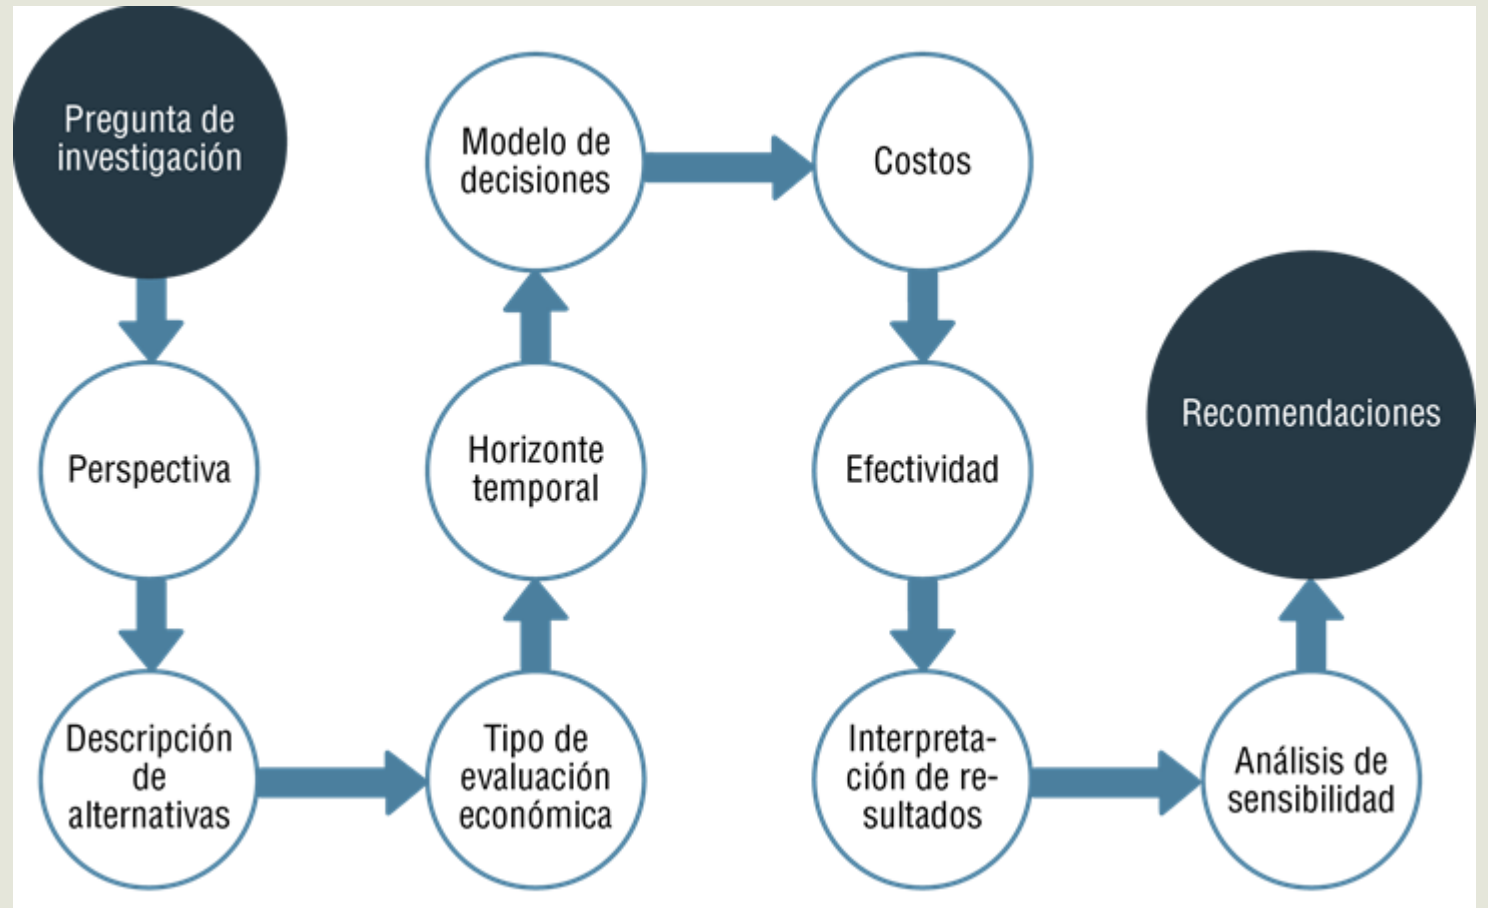 Pregunta de
investigación
Perspectiva
Descripción
de
alternativas
Tipo de
evaluación
económica
Horizonte
temporal
Modelo de
decisiones
Costos
Efectividad
Interpreta-
ción de re-
sultados
Análisis de
sensibilidad
Recomendaciones